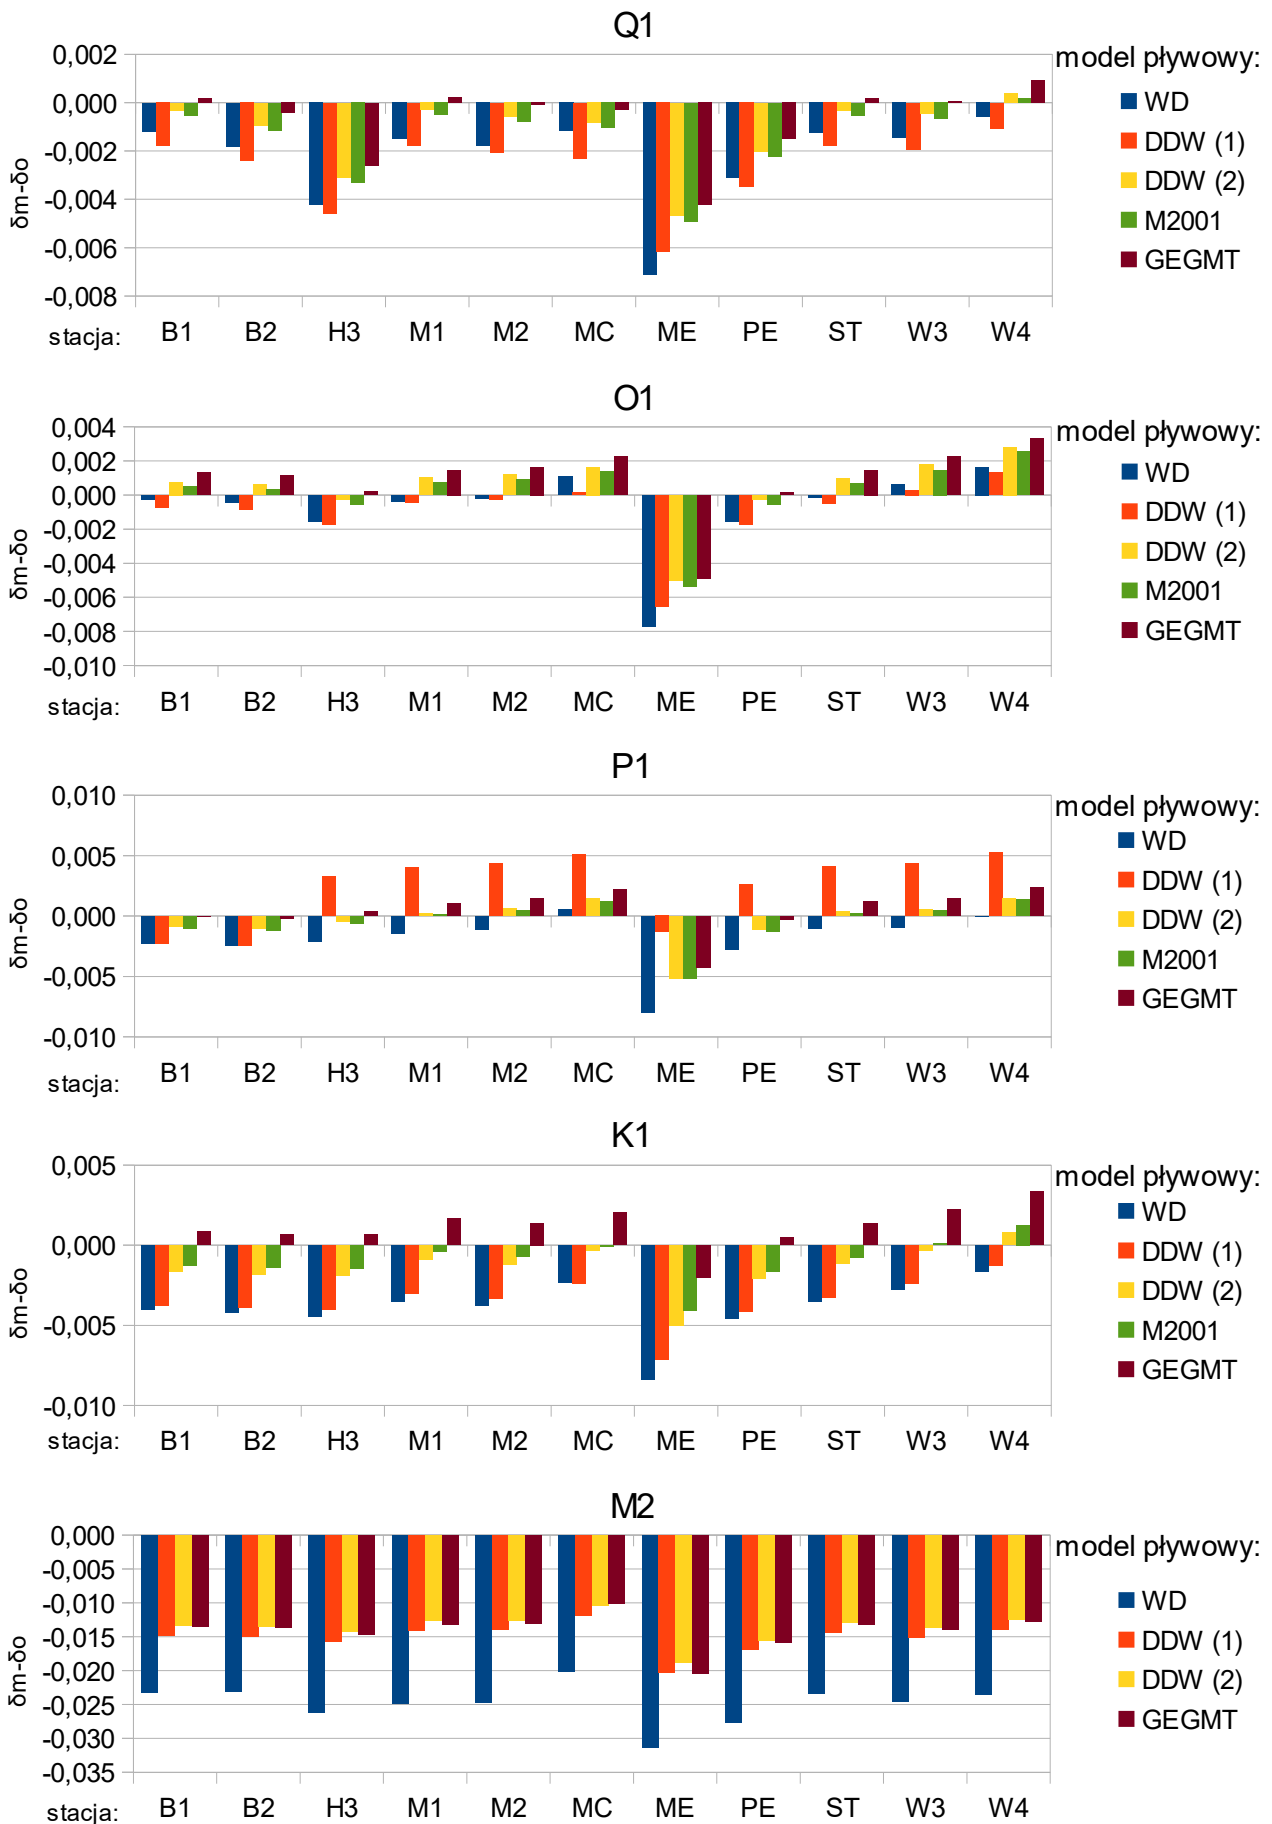 Q1
0,002
0,000
-0,002
-0,004
-0,006
-0,008
δm-δo
stacja: B1 B2 H3 M1 M2 MC ME PE ST W3 W4
model pływowy:
WD
DDW (1)
DDW (2)
M2001
GEGMT
O1
0,004
0,002
0,000
-0,002
-0,004
-0,006
-0,008
-0,010
δm-δo
stacja: B1 B2 H3 M1 M2 MC ME PE ST W3 W4
model pływowy:
WD
DDW (1)
DDW (2)
M2001
GEGMT
P1
0,010
0,005
0,000
-0,005
-0,010
δm-δo
stacja: B1 B2 H3 M1 M2 MC ME PE ST W3 W4
model pływowy:
WD
DDW (1)
DDW (2)
M2001
GEGMT
K1
0,005
0,000
-0,005
-0,010
δm-δo
stacja: B1 B2 H3 M1 M2 MC ME PE ST W3 W4
model pływowy:
WD
DDW (1)
DDW (2)
M2001
GEGMT
M2
0,000
-0,005
-0,010
-0,015
-0,020
-0,025
-0,030
-0,035
δm-δo
stacja: B1 B2 H3 M1 M2 MC ME PE ST W3 W4
model pływowy:
WD
DDW (1)
DDW (2)
GEGMT